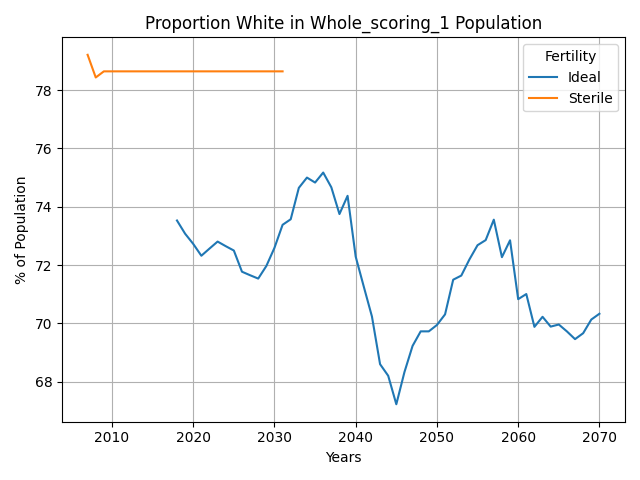 Proportion White in Whole_scoring_1 Population
Fertility
Ideal
Sterile
% of Population
78
76
74
72
70
68
2010 2020 2030 2040 2050 2060 2070
Years